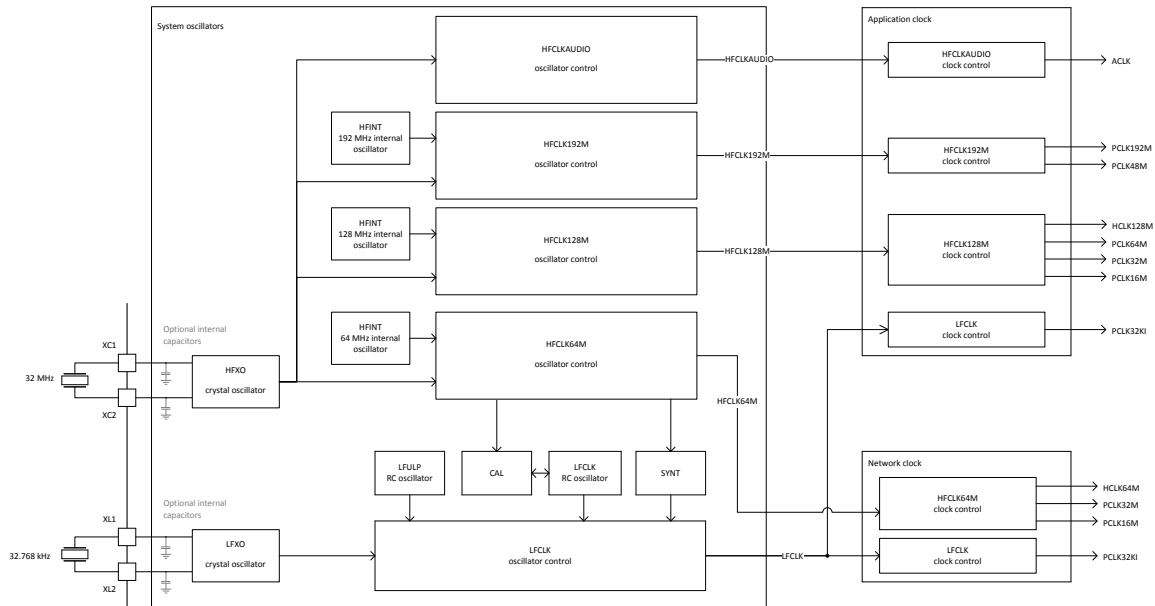 System oscillators
Application clock
HFCLKAUDIO
oscillator control
HFCLKAUDIO
HFCLKAUDIO
clock control
ACLK
HFINT
192 MHz internal
oscillator
HFCLK192M
oscillator control
HFCLK192M
HFCLK192M
clock control
PCLK192M
PCLK48M
HFINT
128 MHz internal
oscillator
HFCLK128M
oscillator control
HFCLK128M
HFCLK128M
clock control
HCLK128M
PCLK64M
PCLK32M
PCLK16M
HFINT
64 MHz internal
oscillator
HFCLK64M
oscillator control
LFCLK
clock control
PCLK32KI
Optional internal
capacitors
XC1
32 MHz
XC2
HFXO
crystal oscillator
HFCLK64M
LFULP
RC oscillator
CAL
LFCLK
RC oscillator
SYNT
Network clock
HFCLK64M
clock control
HCLK64M
PCLK32M
PCLK16M
Optional internal
capacitors
XL1
32.768 kHz
XL2
LFXO
crystal oscillator
LFCLK
oscillator control
LFCLK
LFCLK
clock control
PCLK32KI